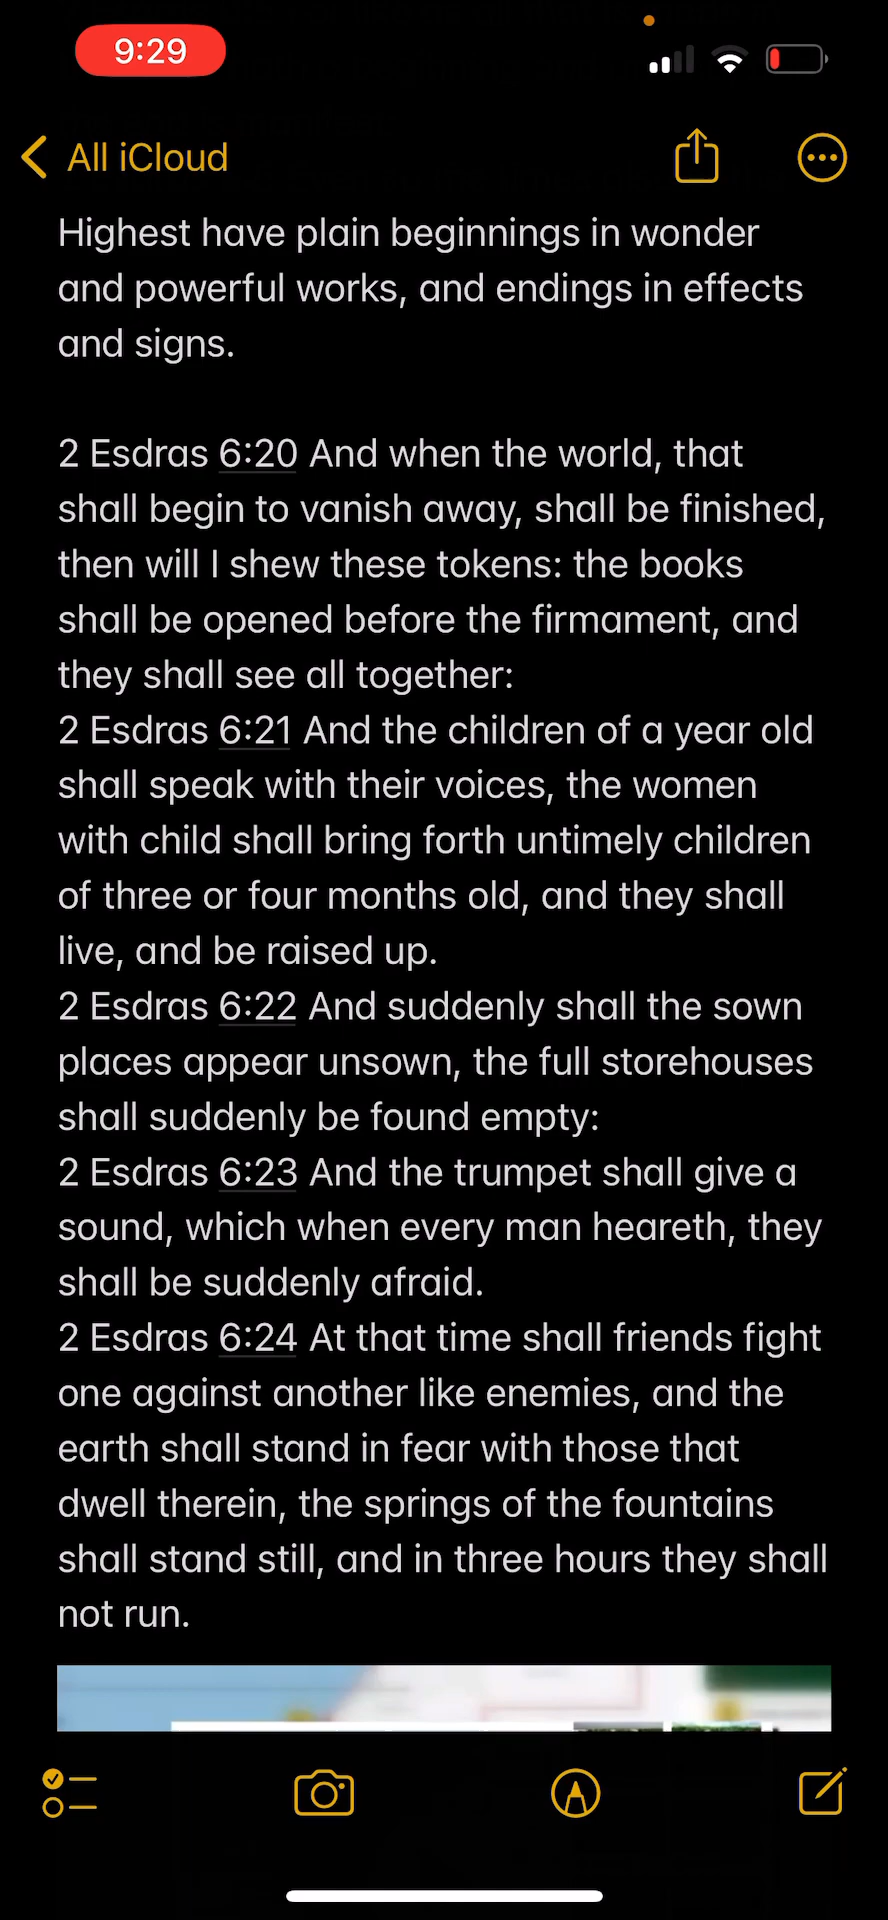 9:29
All iCloud
Highest have plain beginnings in wonder
and powerful works, and endings in effects
and signs.
2 Esdras 6:20 And when the world, that
shall begin to vanish away, shall be finished,
then will I shew these tokens: the books
shall be opened before the firmament, and
they shall see all together:
2 Esdras 6:21 And the children of a year old
shall speak with their voices, the women
with child shall bring forth untimely children
of three or four months old, and they shall
live, and be raised up.
2 Esdras 6:22 And suddenly shall the sown
places appear unsown, the full storehouses
shall suddenly be found empty:
2 Esdras 6:23 And the trumpet shall give a
sound, which when every man heareth, they
shall be suddenly afraid.
2 Esdras 6:24 At that time shall friends fight
one against another like enemies, and the
earth shall stand in fear with those that
dwell therein, the springs of the fountains
shall stand still, and in three hours they shall
not run.